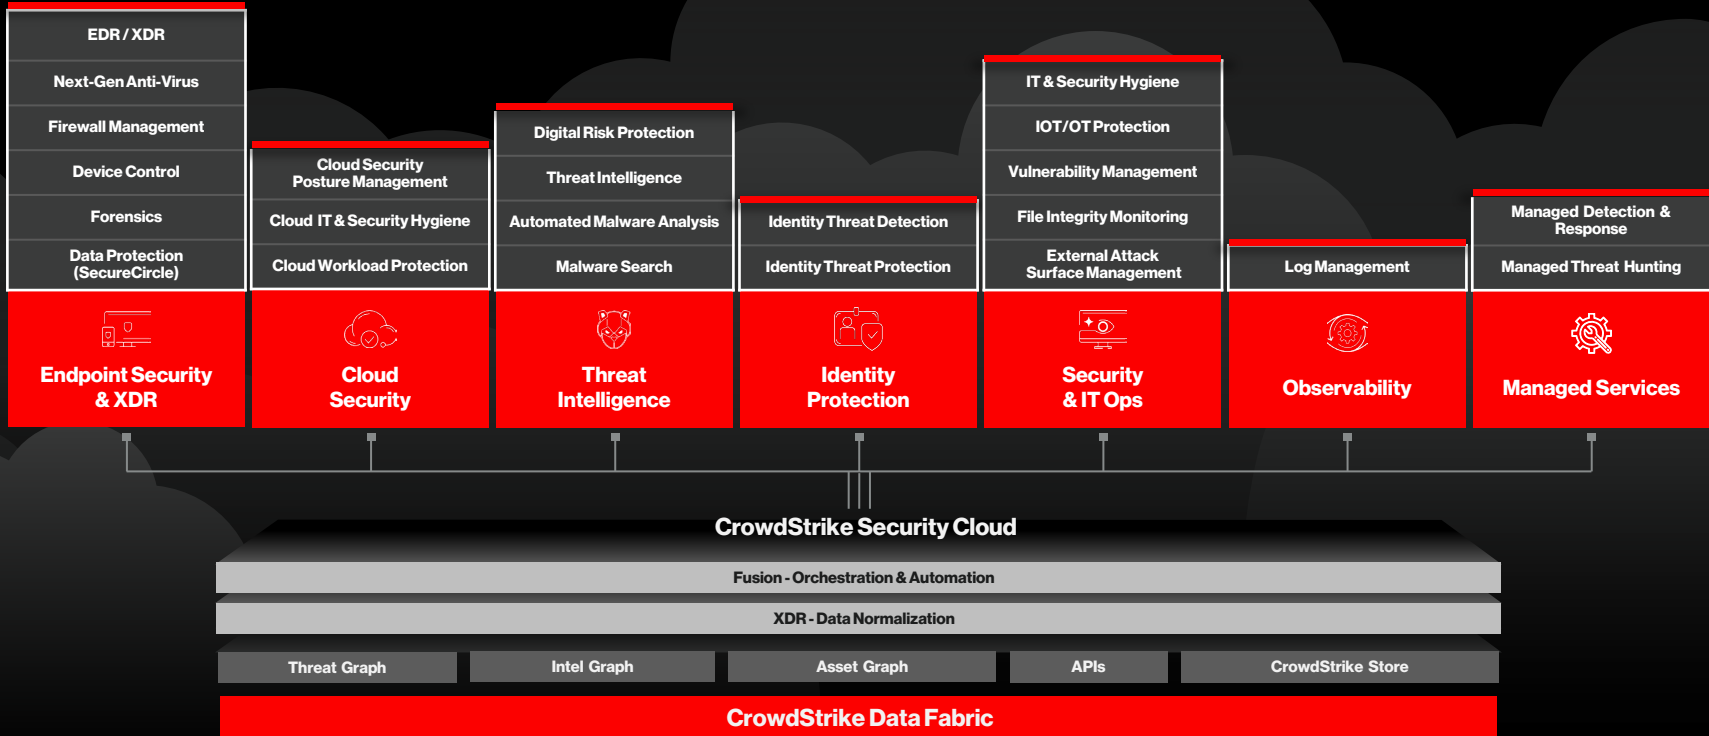 EDR / XDR
Next-Gen Anti-Virus
Firewall Management
Device Control
Forensics
Data Protection
(SecureCircle)
Endpoint Security
& XDR
Cloud Security
Posture Management
Cloud IT & Security Hygiene
Cloud Workload Protection
Cloud
Security
Digital Risk Protection
Threat Intelligence
Automated Malware Analysis
Malware Search
Threat
Intelligence
Identity Threat Detection
Identity Threat Protection
Identity
Protection
IT & Security Hygiene
IOT/OT Protection
Vulnerability Management
File Integrity Monitoring
External Attack
Surface Management
Security
& IT Ops
Log Management
Observability
Managed Detection &
Response
Managed Threat Hunting
Managed Services
CrowdStrike Security Cloud
Fusion - Orchestration & Automation
XDR - Data Normalization
Threat Graph
Intel Graph
Asset Graph
APIs
CrowdStrike Store
CrowdStrike Data Fabric